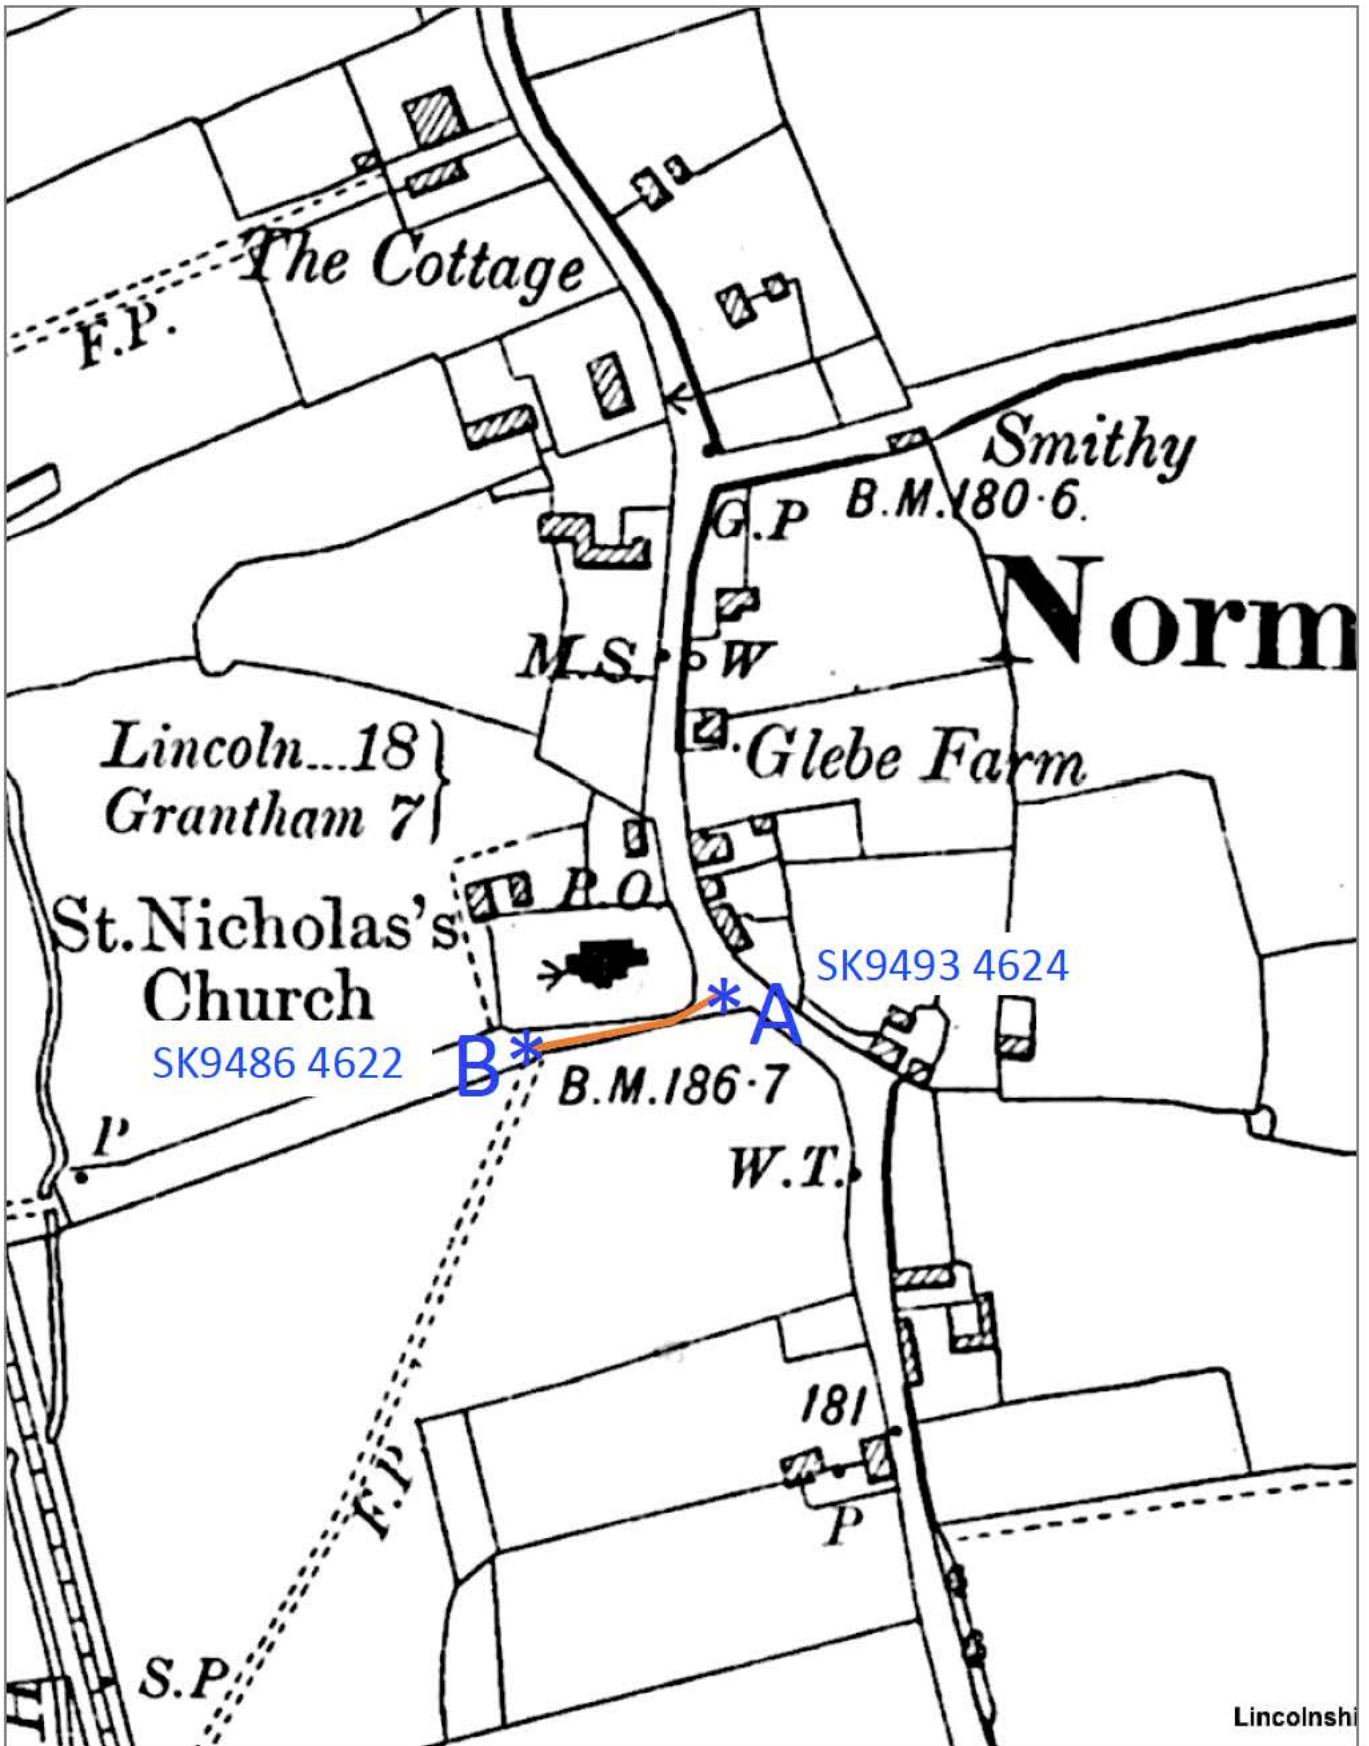 The Cottage
F.P.
Smithy
B.M.180·6.
G.P
Norm
M.S.
W
Lincoln...18
Grantham 7
Glebe Farm
P.O.
St.Nicholas's
Church
SK9493 4624
* A
SK9486 4622
B *
B.M.186·7
P
W.T.
181
F.P
P
S.P
H
Lincolnshi